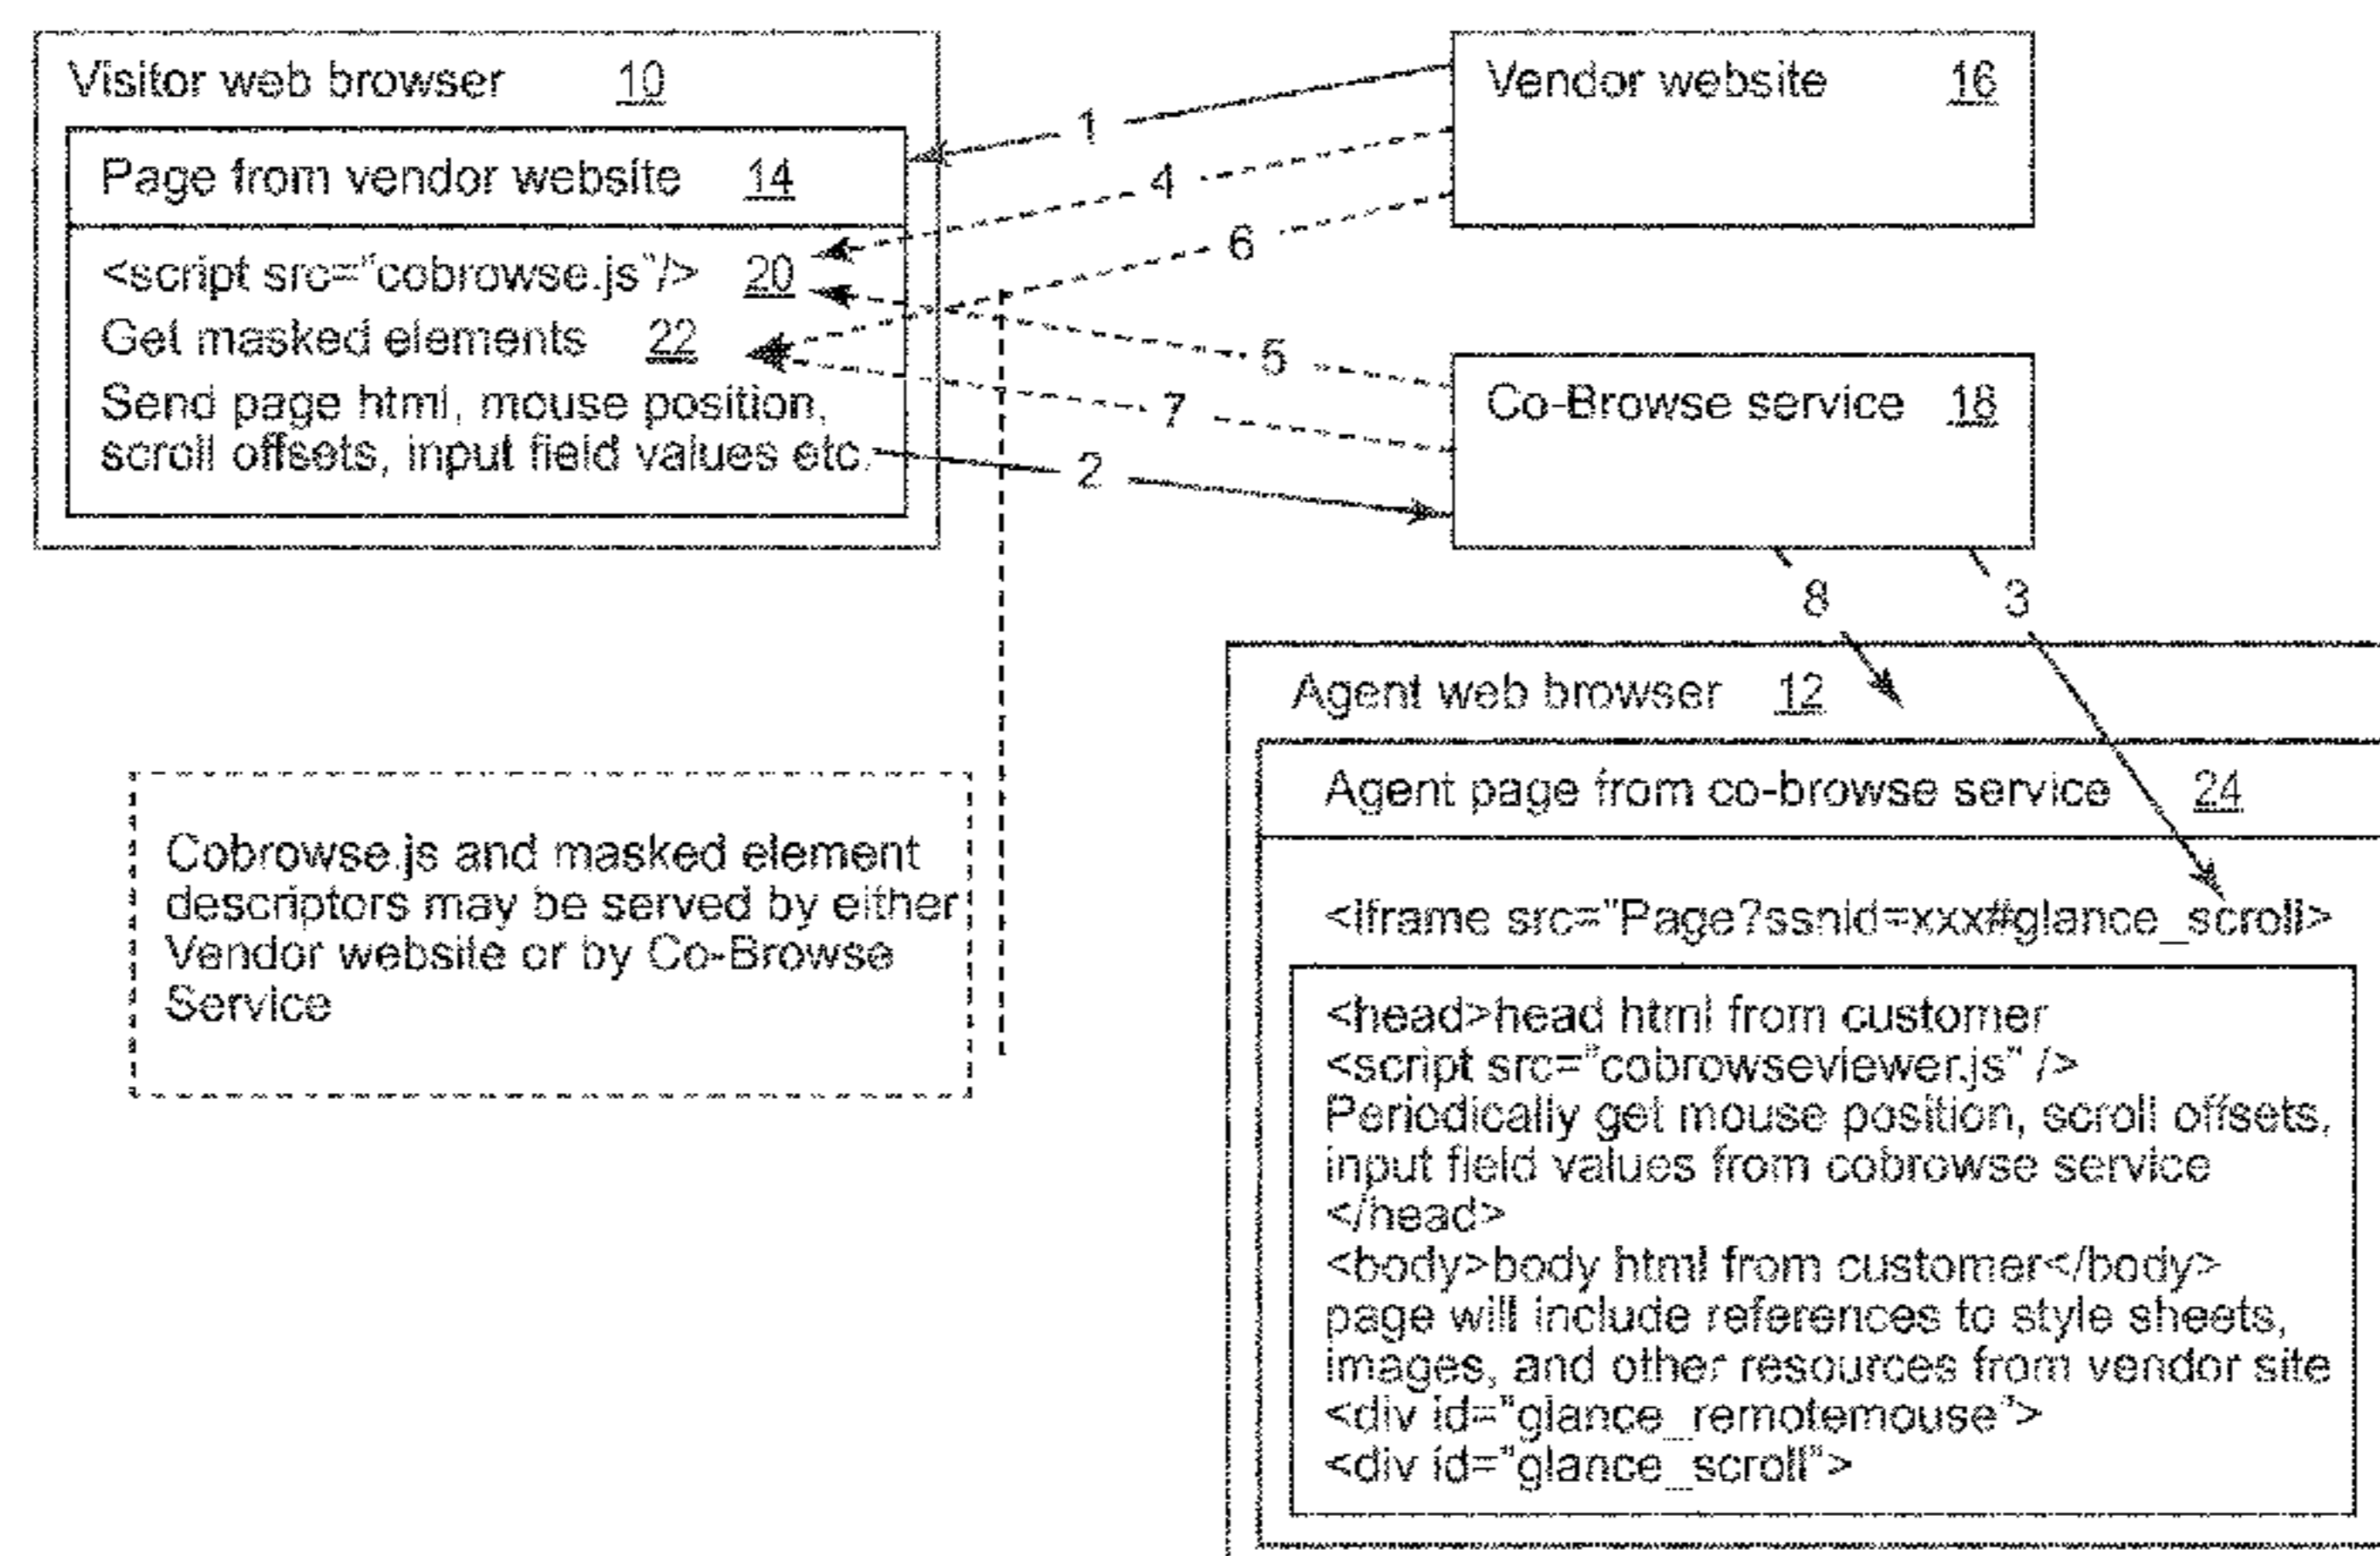 Visitor web browser 10
Page from vendor website 14
<script src="cobrowse.js"/> 20
Get masked elements 22
Send page html, mouse position,
scroll offsets, input field values etc.
1
4
6
5
7
2
Vendor website 16
Co-Browse service 18
8
3
Cobrowse.js and masked element
descriptors may be served by either
Vendor website or by Co-Browse
Service
Agent web browser 12
Agent page from co-browse service 24
<iframe src="Page?ssnid=xxx#glance_scroll>
<head>head html from customer
<script src="cobrowseviewer.js" />
Periodically get mouse position, scroll offsets,
input field values from cobrowse service
</head>
<body>body html from customer</body>
page will include references to style sheets,
images, and other resources from vendor site
<div id="glance_remotemouse">
<div id="glance_scroll">